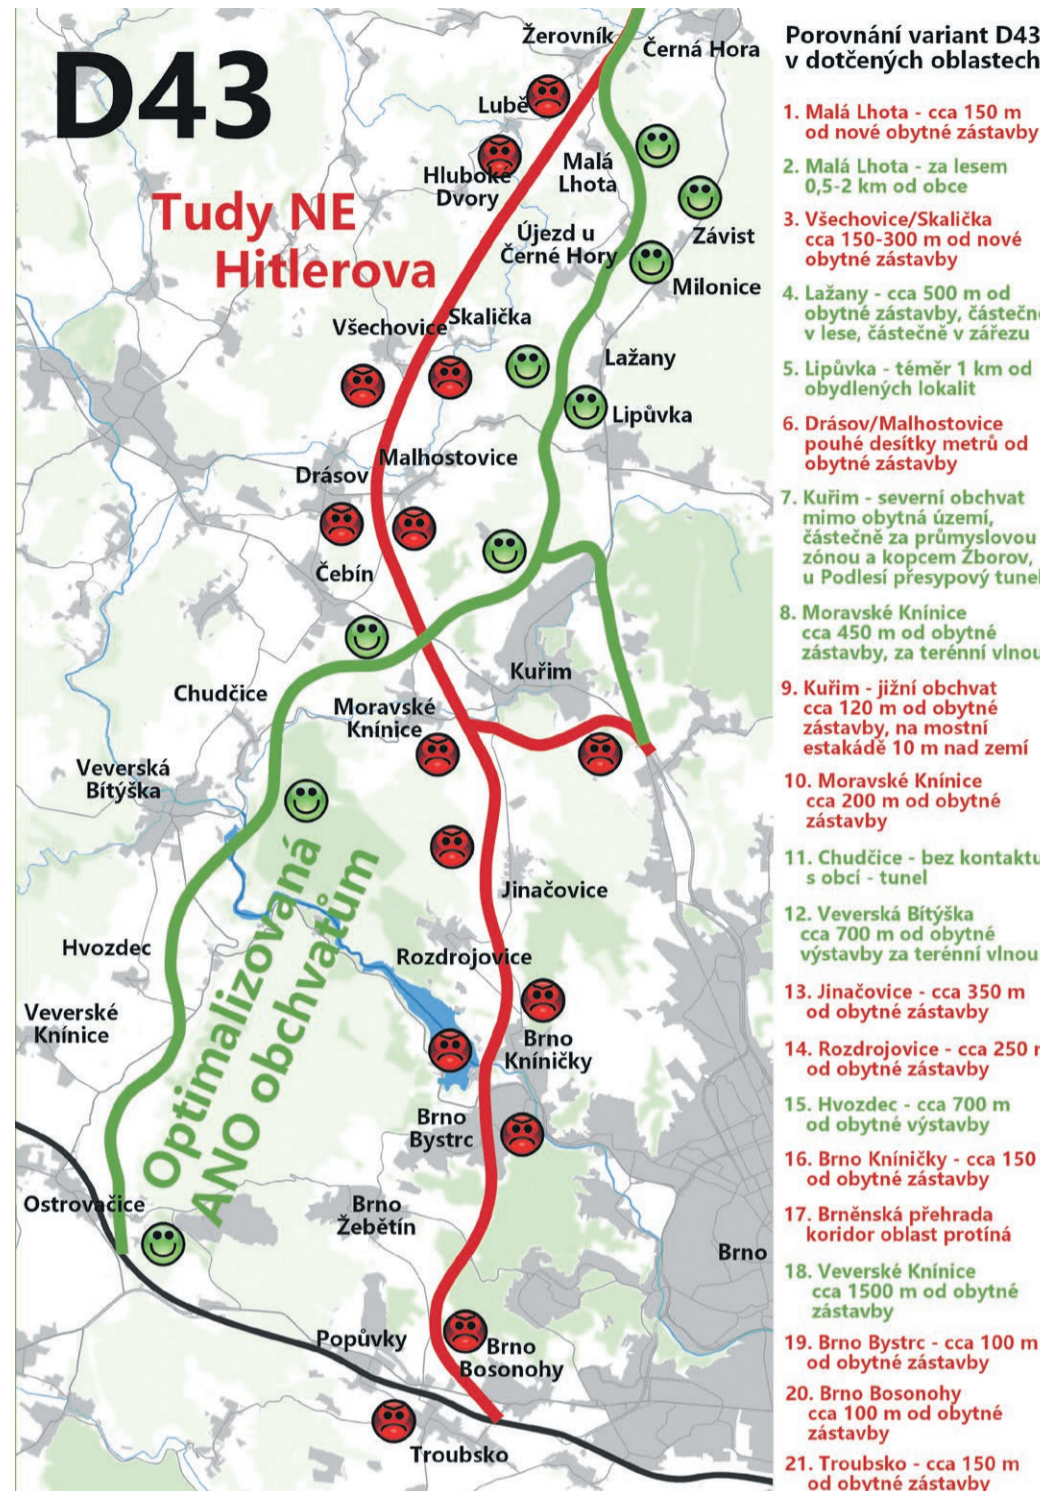 D43
Tudy NE
Hitlerova
Žerovník
Černá Hora
Lubě
Hluboké
Dvory
Malá
Lhota
Závist
Újezd u
Černé Hory
Milonice
Skalička
Všechovice
Lažany
Lipůvka
Malhostovice
Drásov
Čebín
Kuřim
Chudčice
Moravské
Knínice
Veverská
Bítýška
Jinačovice
Hvozdec
Rozdrojovice
Veverské
Knínice
Brno
Kníničky
Optimalizovaná
ANO obchvatům
Brno
Bystrc
Ostrovačice
Brno
Žebětín
Brno
Popůvky
Brno
Bosonohy
Troubsko
Porovnání variant D43
v dotčených oblastech
1. Malá Lhota - cca 150 m
od nové obytné zástavby
2. Malá Lhota - za lesem
0,5-2 km od obce
3. Všechovice/Skalička
cca 150-300 m od nové
obytné zástavby
4. Lažany - cca 500 m od
obytné zástavby, částečně
v lese, částečně v zářezu
5. Lipůvka - téměr 1 km od
obydlených lokalit
6. Drásov/Malhostovice
pouhé desítky metrů od
obytné zástavby
7. Kuřim - severní obchvat
mimo obytná území,
částečně za průmyslovou
zónou a kopcem Žborov,
u Podlesí přesypový tunel
8. Moravské Knínice
cca 450 m od obytné
zástavby, za terénní vlnou
9. Kuřim - jižní obchvat
cca 120 m od obytné
zástavby, na mostní
estakádě 10 m nad zemí
10. Moravské Knínice
cca 200 m od obytné
zástavby
11. Chudčice - bez kontaktu
s obcí - tunel
12. Veverská Bítýška
cca 700 m od obytné
výstavby za terénní vlnou
13. Jinačovice - cca 350 m
od obytné zástavby
14. Rozdrojovice - cca 250 m
od obytné zástavby
15. Hvozdec - cca 700 m
od obytné výstavby
16. Brno Kníničky - cca 150
od obytné zástavby
17. Brněnská přehrada
koridor oblast protíná
18. Veverské Knínice
cca 1500 m od obytné
zástavby
19. Brno Bystrc - cca 100 m
od obytné zástavby
20. Brno Bosonohy
cca 100 m od obytné
zástavby
21. Troubsko - cca 150 m
od obytné zástavby